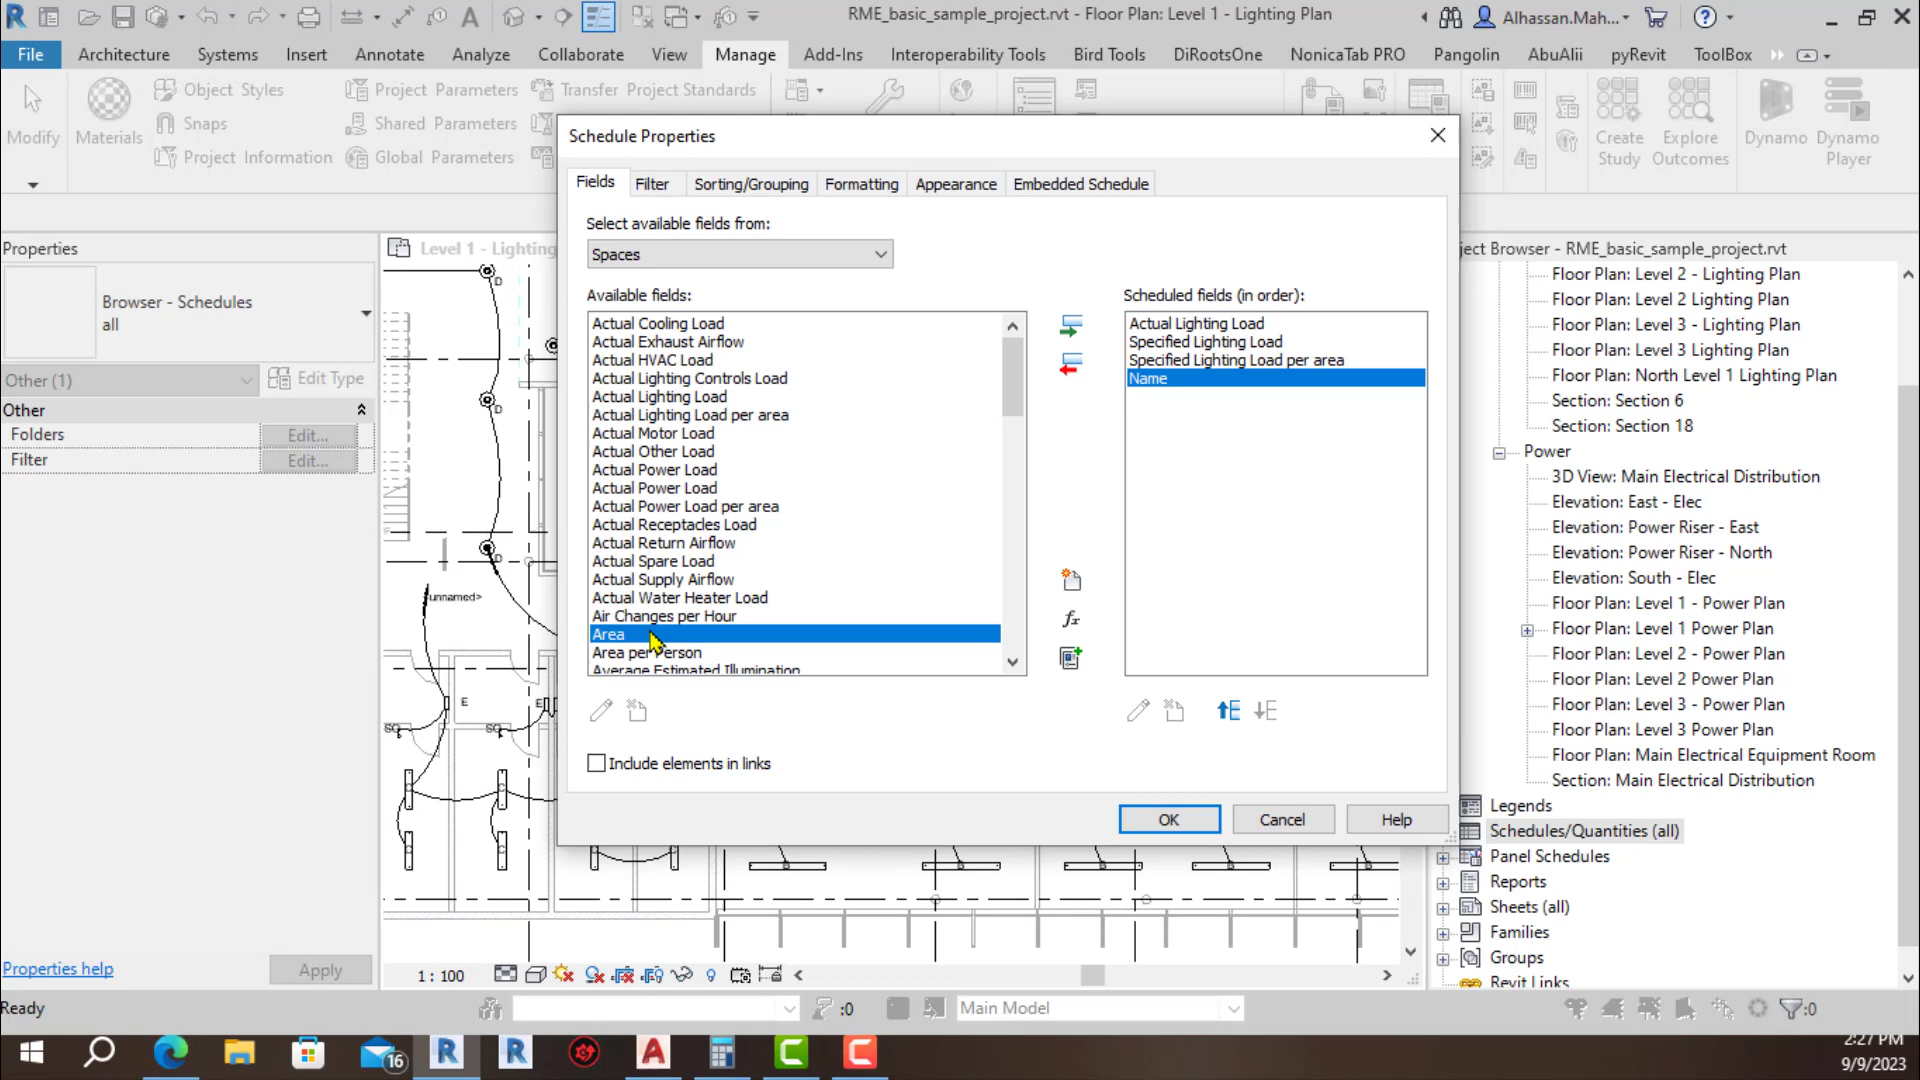 RME_basic_sample_project.rvt - Floor Plan: Level 1 - Lighting Plan
Alhassan.Mah...
File
Architecture
Systems
Insert
Annotate
Analyze
Collaborate
View
Manage
Add-Ins
Interoperability Tools
Bird Tools
DiRootsOne
NonicaTab PRO
Pangolin
AbuAlii
pyRevit
ToolBox
Modify
Materials
Object Styles
Snaps
Project Information
Project Parameters
Shared Parameters
Global Parameters
Transfer Project Standards
Create
Study
Explore
Outcomes
Dynamo
Dynamo
Player
Schedule Properties
Fields
Filter
Sorting/Grouping
Formatting
Appearance
Embedded Schedule
Select available fields from:
Spaces
Available fields:
Actual Cooling Load
Actual Exhaust Airflow
Actual HVAC Load
Actual Lighting Controls Load
Actual Lighting Load
Actual Lighting Load per area
Actual Motor Load
Actual Other Load
Actual Power Load
Actual Power Load
Actual Power Load per area
Actual Receptacles Load
Actual Return Airflow
Actual Spare Load
Actual Supply Airflow
Actual Water Heater Load
Air Changes per Hour
Area
Area per Person
Average Estimated Illumination
Scheduled fields (in order):
Actual Lighting Load
Specified Lighting Load
Specified Lighting Load per area
Name
Include elements in links
OK
Cancel
Help
Properties
Browser - Schedules
all
Other (1)
Edit Type
Other
Folders
Edit...
Filter
Edit...
Properties help
Apply
Level 1 - Lighting
D
D
D
unnamed>
E
E
1 : 100
ject Browser - RME_basic_sample_project.rvt
Floor Plan: Level 2 - Lighting Plan
Floor Plan: Level 2 Lighting Plan
Floor Plan: Level 3 - Lighting Plan
Floor Plan: Level 3 Lighting Plan
Floor Plan: North Level 1 Lighting Plan
Section: Section 6
Section: Section 18
Power
3D View: Main Electrical Distribution
Elevation: East - Elec
Elevation: Power Riser - East
Elevation: Power Riser - North
Elevation: South - Elec
Floor Plan: Level 1 - Power Plan
Floor Plan: Level 1 Power Plan
Floor Plan: Level 2 - Power Plan
Floor Plan: Level 2 Power Plan
Floor Plan: Level 3 - Power Plan
Floor Plan: Level 3 Power Plan
Floor Plan: Main Electrical Equipment Room
Section: Main Electrical Distribution
Legends
Schedules/Quantities (all)
Panel Schedules
Reports
Sheets (all)
Families
Groups
Revit Links
Ready
:0
Main Model
:0
16
2:27 PM
9/9/2023